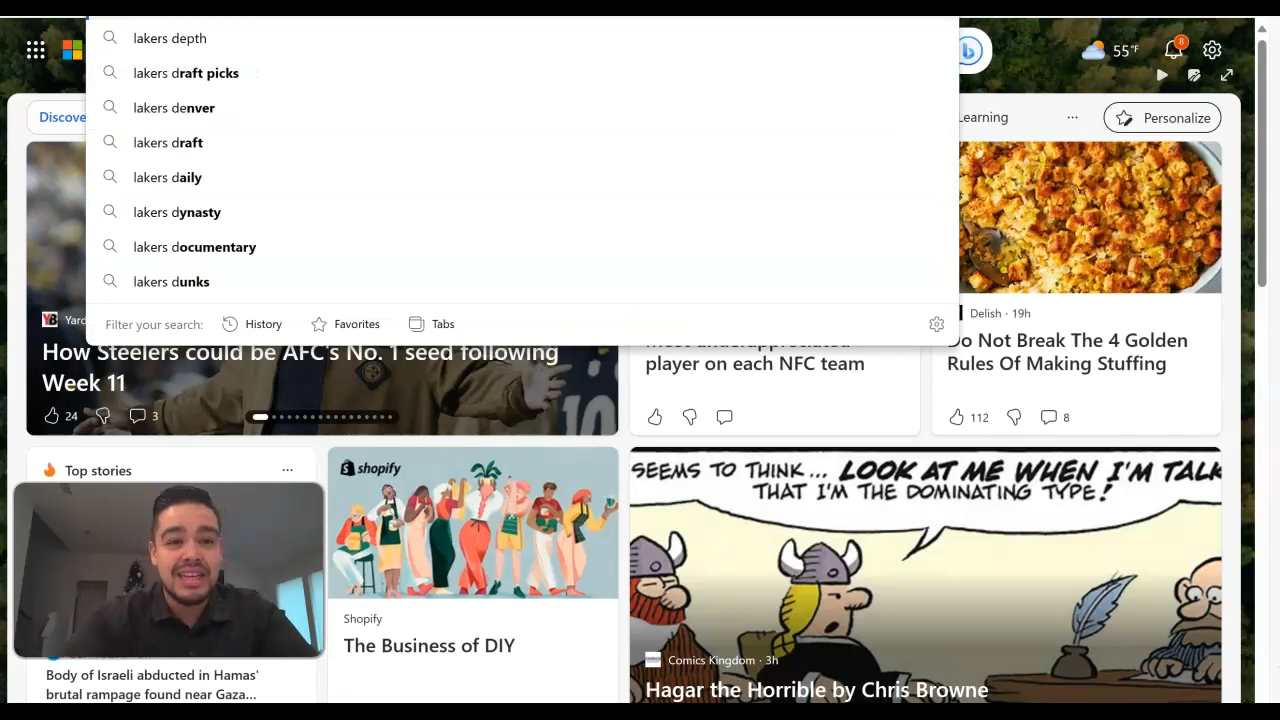 lakers depth
lakers draft picks
lakers denver
lakers draft
lakers daily
lakers dynasty
lakers documentary
lakers dunks
Filter your search: History Favorites Tabs
55°F
8
Discove
Learning
Personalize
YB Yard
How Steelers could be AFC's No. 1 seed following
Week 11
24 3
10
player on each NFC team
Delish · 19h
Do Not Break The 4 Golden
Rules Of Making Stuffing
112 8
Top stories
Body of Israeli abducted in Hamas'
brutal rampage found near Gaza...
shopify
Shopify
The Business of DIY
SEEMS TO THINK... LOOK AT ME WHEN I'M TALK
THAT I'M THE DOMINATING TYPE!
Comics Kingdom · 3h
Hagar the Horrible by Chris Browne